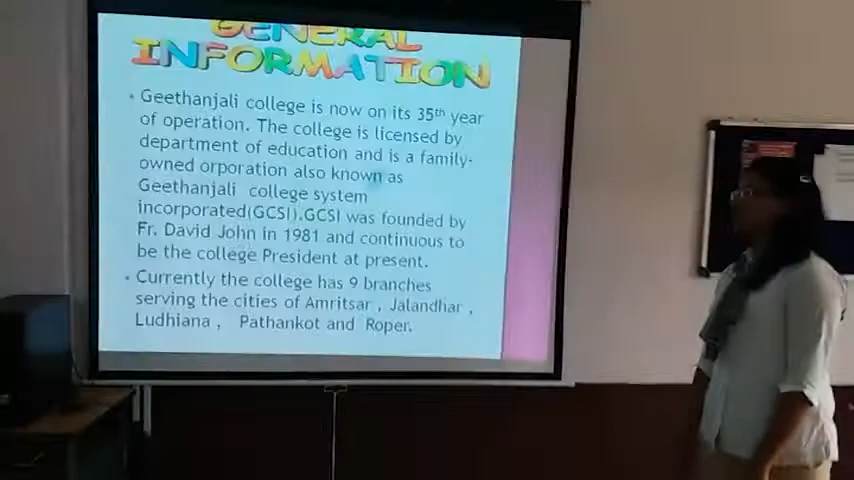 GENERAL
INFORMATION
• Geethanjali college is now on its 35th year
of operation. The college is licensed by
department of education and is a family-
owned orporation also known as
Geethanjali college system
incorporated(GCSI).GCSI was founded by
Fr. David John in 1981 and continuous to
be the college President at present.
• Currently the college has 9 branches
serving the cities of Amritsar , Jalandhar ,
Ludhiana , Pathankot and Roper.